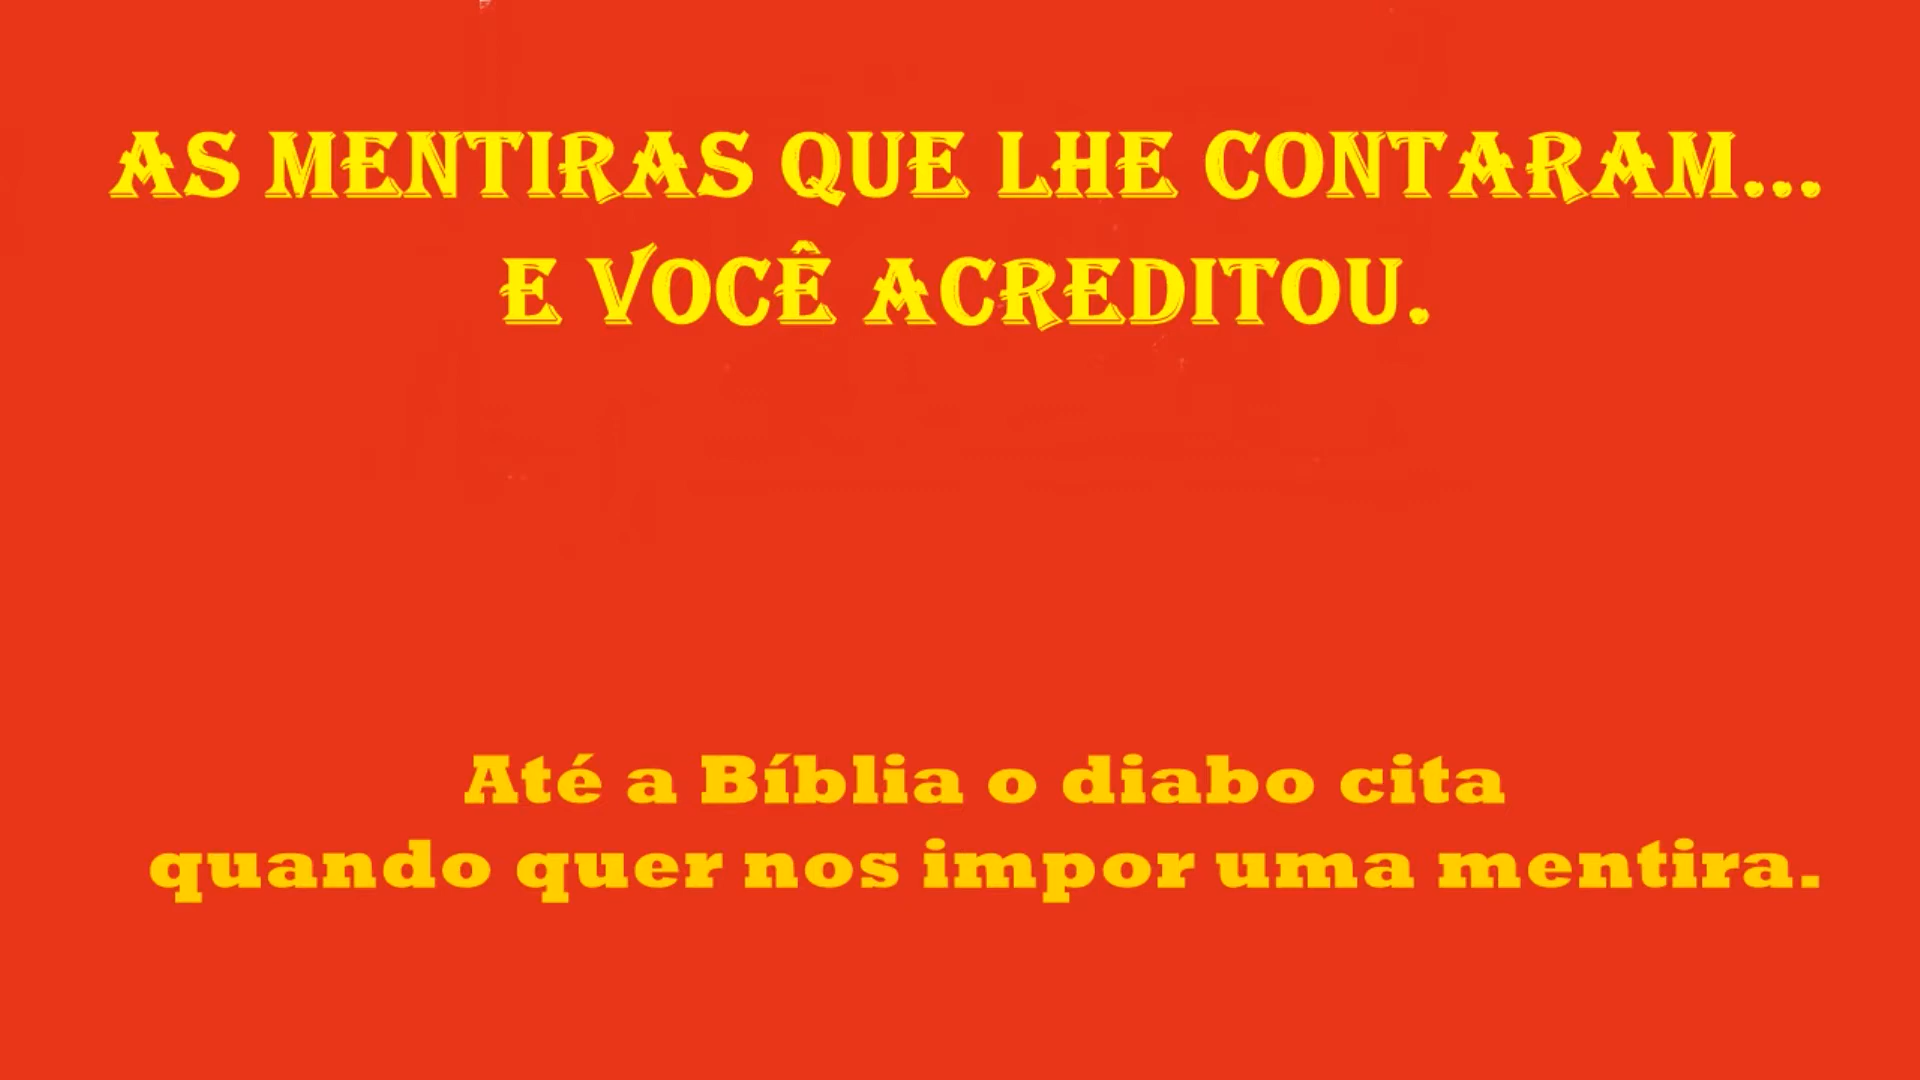 AS MENTIRAS QUE LHE CONTARAM...
E VOCÊ ACREDITOU.
Até a Bíblia o diabo cita
quando quer nos impor uma mentira.